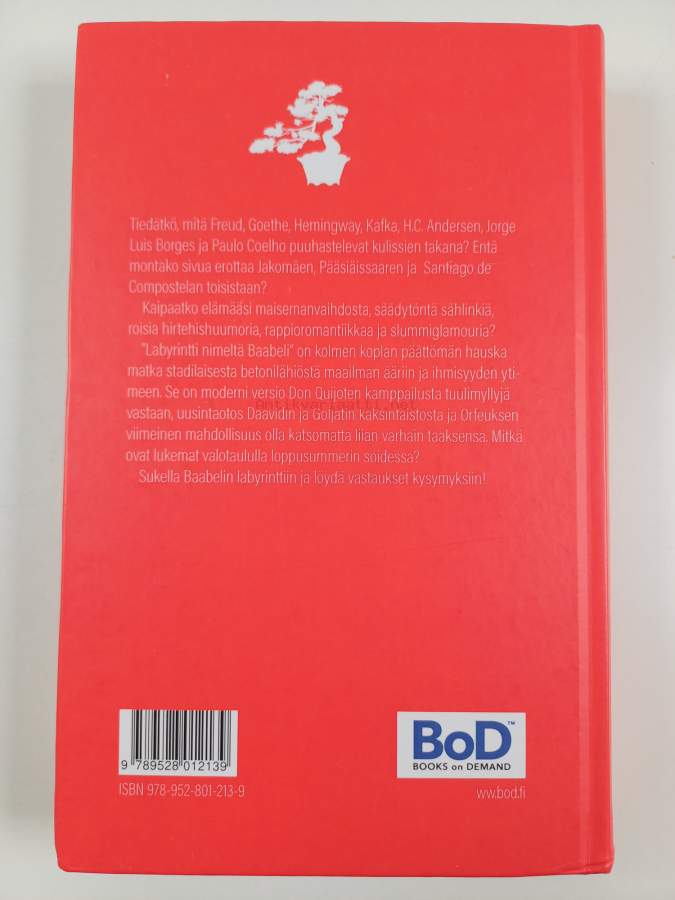 Tiedätkö, mitä Freud, Goethe, Hemingway, Kafka, H.C. Andersen, Jorge
Luis Borges ja Paulo Coelho puuhastelevat kulissien takana? Entä
montako sivua erottaa Jakomäen, Pääsiäissaaren ja Santiago de
Compostelan toisistaan?
Kaipaatko elämääsi maisemanvaihdosta, säädytöntä sählinkiä,
roisia hirtehishuumoria, rappioromantiikkaa ja slummiglamouria?
"Labyrintti nimeltä Baabeli" on kolmen koplan päättömän hauska
matka stadilaisesta betonilähiöstä maailman ääriin ja ihmisyyden yti-
meen. Se on moderni versio Don Quijoten kamppailusta tuulimyllyjä
antikvariaatti.net
vastaan, uusintaotos Daavidin ja Goljatin kaksintaistosta ja Orfeuksen
viimeinen mahdollisuus olla katsomatta liian varhain taaksensa. Mitkä
ovat lukemat valotaululla loppusummerin soidessa?
Sukella Baabelin labyrinttiin ja löydä vastaukset kysymyksiin!
9 789528 012139
ISBN 978-952-801-213-9
BoD™
BOOKS on DEMAND
ww.bod.fi